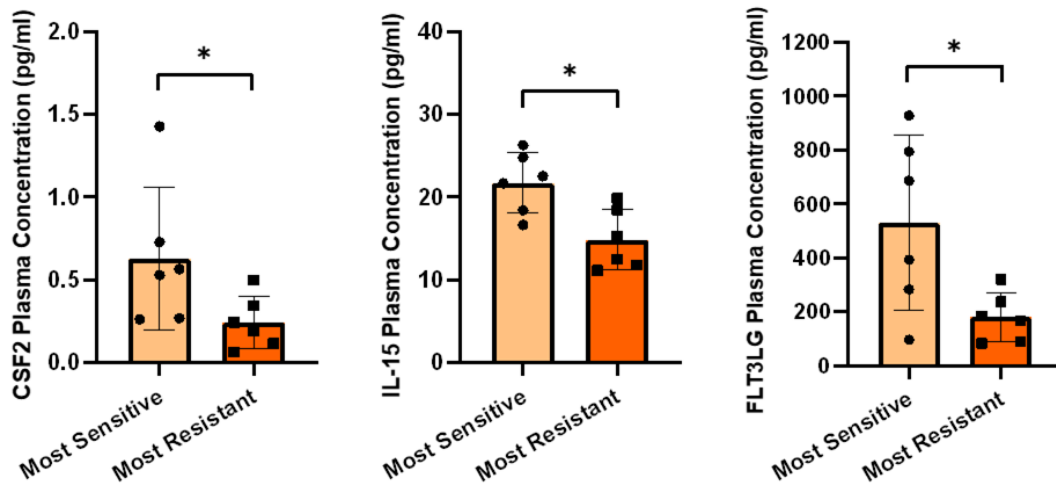 CSF2 Plasma Concentration (pg/ml)
2.0
1.5
1.0
0.5
0.0
*
Most Sensitive
Most Resistant
IL-15 Plasma Concentration (pg/ml)
40
30
20
10
0
*
Most Sensitive
Most Resistant
FLT3LG Plasma Concentration (pg/ml)
1200
1000
800
600
400
200
0
*
Most Sensitive
Most Resistant